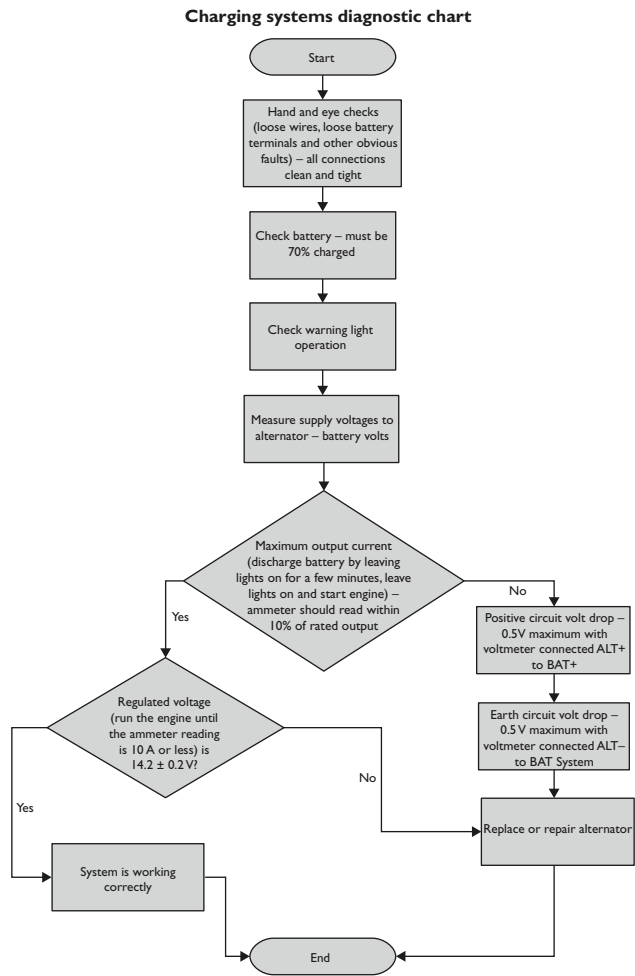 Charging systems diagnostic chart
Start
Hand and eye checks
(loose wires, loose battery
terminals and other obvious
faults) – all connections
clean and tight
Check battery – must be
70% charged
Check warning light
operation
Measure supply voltages to
alternator – battery volts
Maximum output current
(discharge battery by leaving
lights on for a few minutes, leave
lights on and start engine) –
ammeter should read within
10% of rated output
No
Yes
Positive circuit volt drop –
0.5V maximum with
voltmeter connected ALT+
to BAT+
Regulated voltage
(run the engine until
the ammeter reading
is 10 A or less) is
14.2 ± 0.2 V?
Earth circuit volt drop –
0.5 V maximum with
voltmeter connected ALT–
to BAT System
No
Yes
Replace or repair alternator
System is working
correctly
End